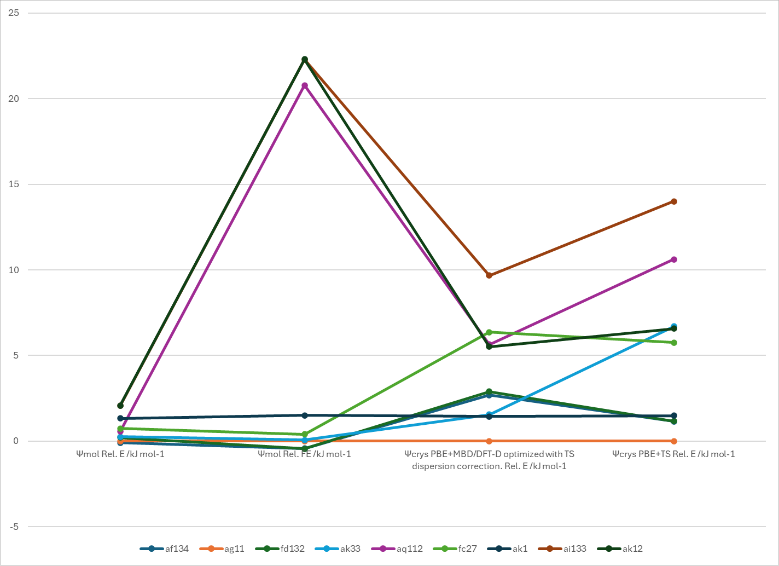 25
20
15
10
5
0
-5
Ψmol Rel. E /kJ mol-1
Ψmol Rel. FE /kJ mol-1
Ψcrys PBE+MBD/DFT-D optimized with TS
dispersion correction. Rel. E /kJ mol-1
Ψcrys PBE+TS Rel. E /kJ mol-1
af134 ag11 fd132 ak33 aq112 fc27 ak1 ai133 ak12